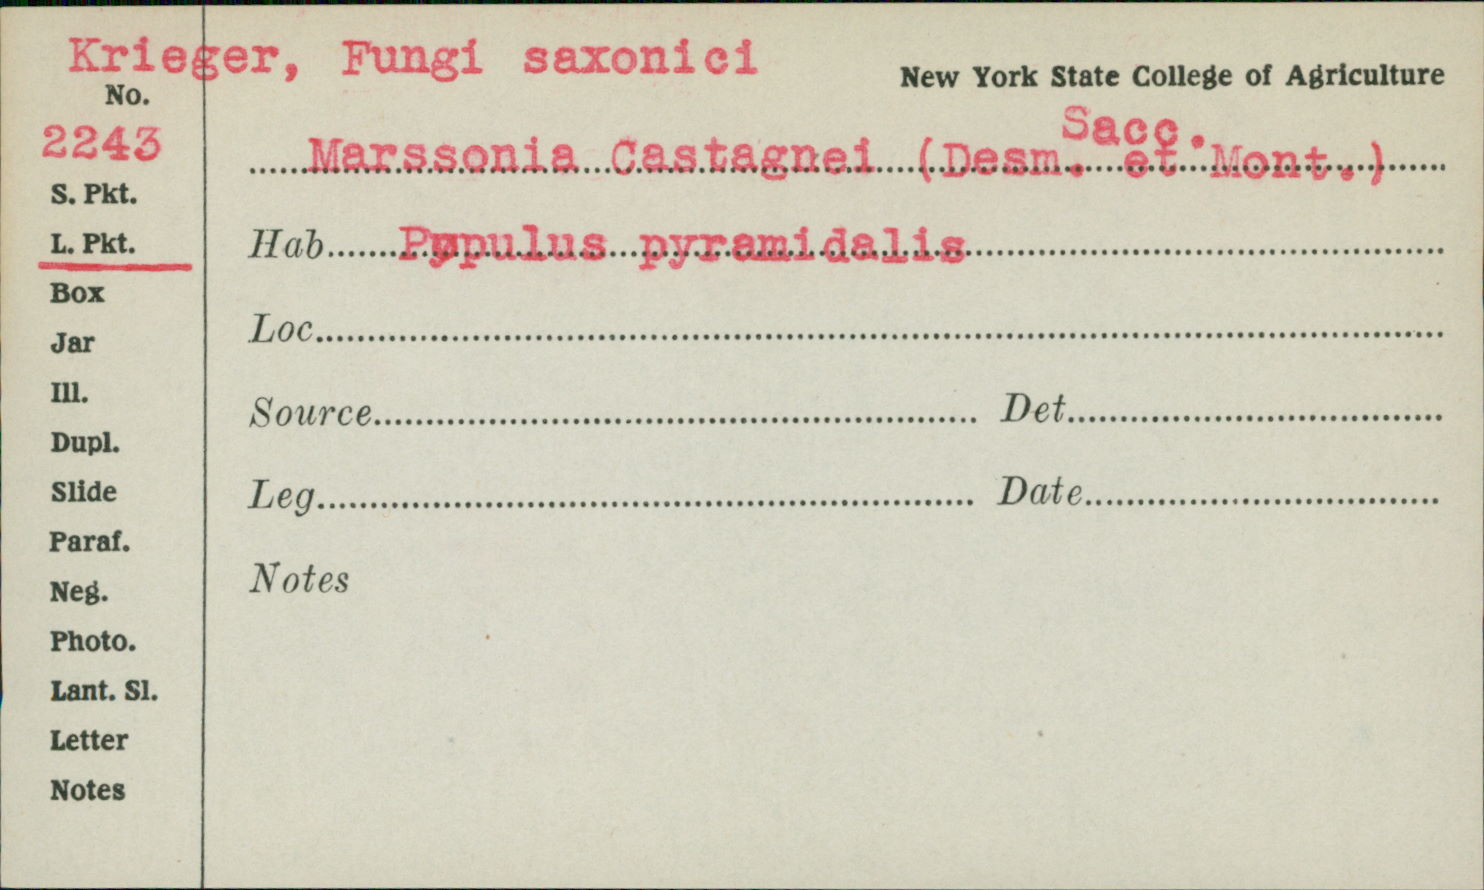 Krieger, Fungi saxonici
New York State College of Agriculture
No.
2243
Sacc.
Marssonia Castagnei (Desm. et Mont.)
S. Pkt.
L. Pkt.
Hab. Populus pyramidalis
Box
Loc.
Jar
Ill.
Source Det.
Dupl.
Slide
Leg. Date
Paraf.
Notes
Neg.
Photo.
Lant. Sl.
Letter
Notes